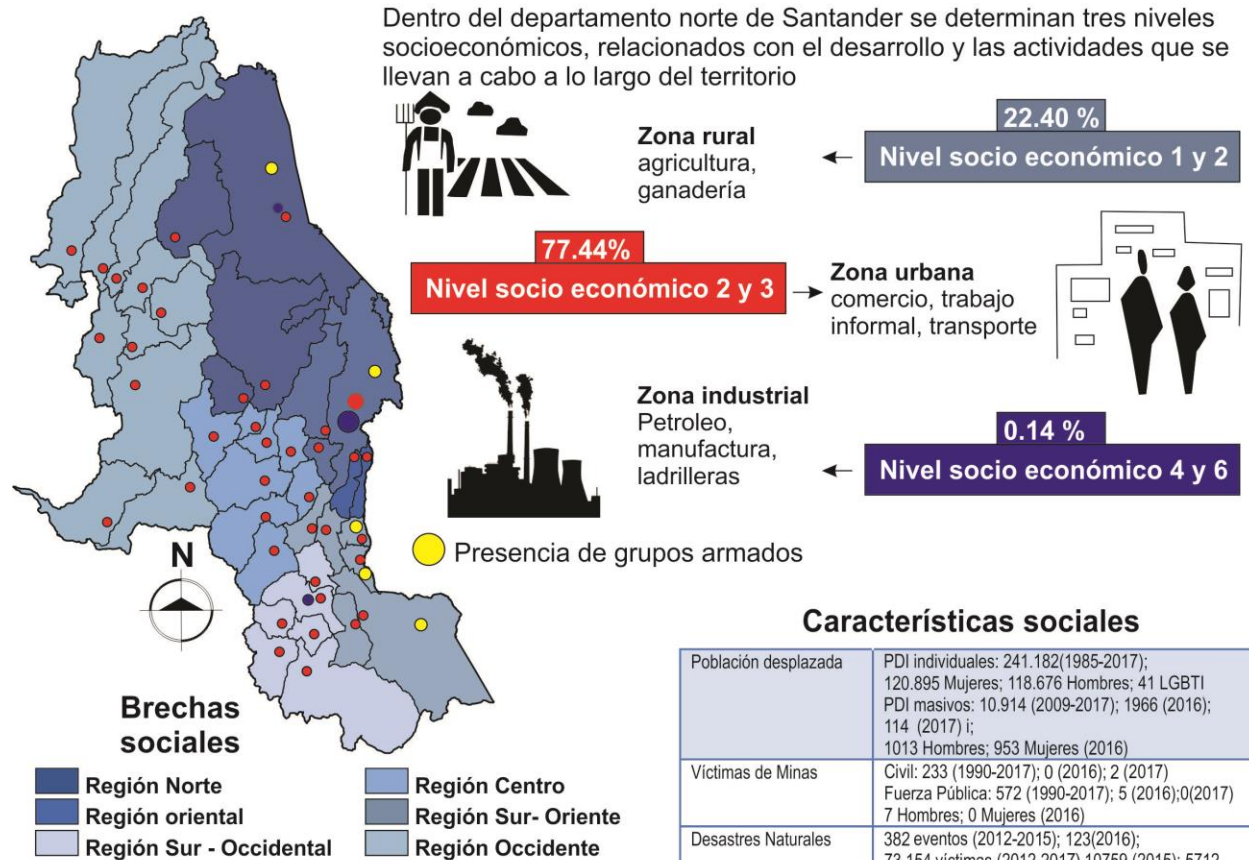 Dentro del departamento norte de Santander se determinan tres niveles
socioeconómicos, relacionados con el desarrollo y las actividades que se
llevan a cabo a lo largo del territorio
Zona rural
agricultura,
ganadería
22.40 %
Nivel socio económico 1 y 2
77.44%
Nivel socio económico 2 y 3
Zona urbana
comercio, trabajo
informal, transporte
Zona industrial
Petroleo,
manufactura,
ladrilleras
0.14 %
Nivel socio económico 4 y 6
Presencia de grupos armados
N
Brechas
sociales
Región Norte
Región oriental
Región Sur - Occidental
Región Centro
Región Sur- Oriente
Región Occidente
Características sociales
Población desplazada
PDI individuales: 241.182(1985-2017);
120.895 Mujeres; 118.676 Hombres; 41 LGBTI
PDI masivos: 10.914 (2009-2017); 1966 (2016);
114 (2017) i;
1013 Hombres; 953 Mujeres (2016)
Víctimas de Minas
Civil: 233 (1990-2017); 0 (2016); 2 (2017)
Fuerza Pública: 572 (1990-2017); 5 (2016);0(2017)
7 Hombres; 0 Mujeres (2016)
Desastres Naturales
382 eventos (2012-2015); 123(2016);